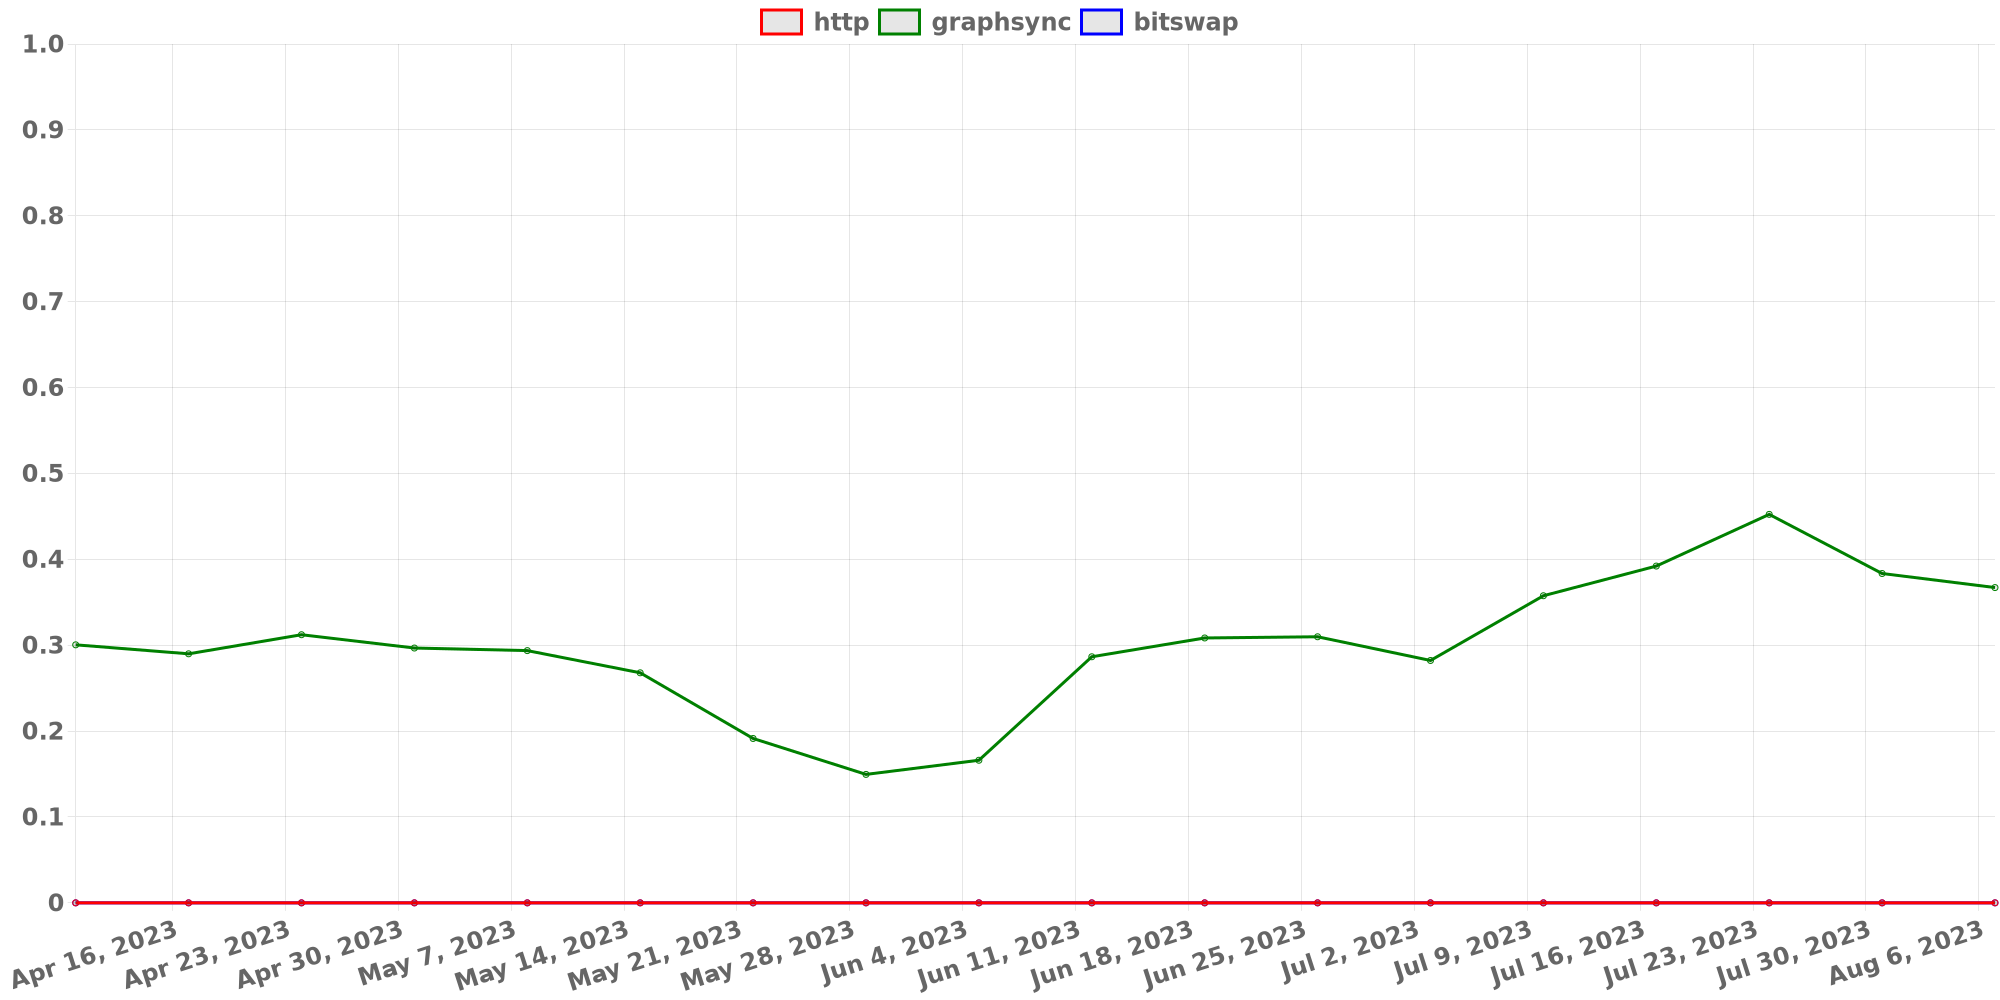 http graphsync bitswap
1.0
0.9
0.8
0.7
0.6
0.5
0.4
0.3
0.2
0.1
0
Apr 16, 2023
Apr 23, 2023
Apr 30, 2023
May 7, 2023
May 14, 2023
May 21, 2023
May 28, 2023
Jun 4, 2023
Jun 11, 2023
Jun 18, 2023
Jun 25, 2023
Jul 2, 2023
Jul 9, 2023
Jul 16, 2023
Jul 23, 2023
Jul 30, 2023
Aug 6, 2023